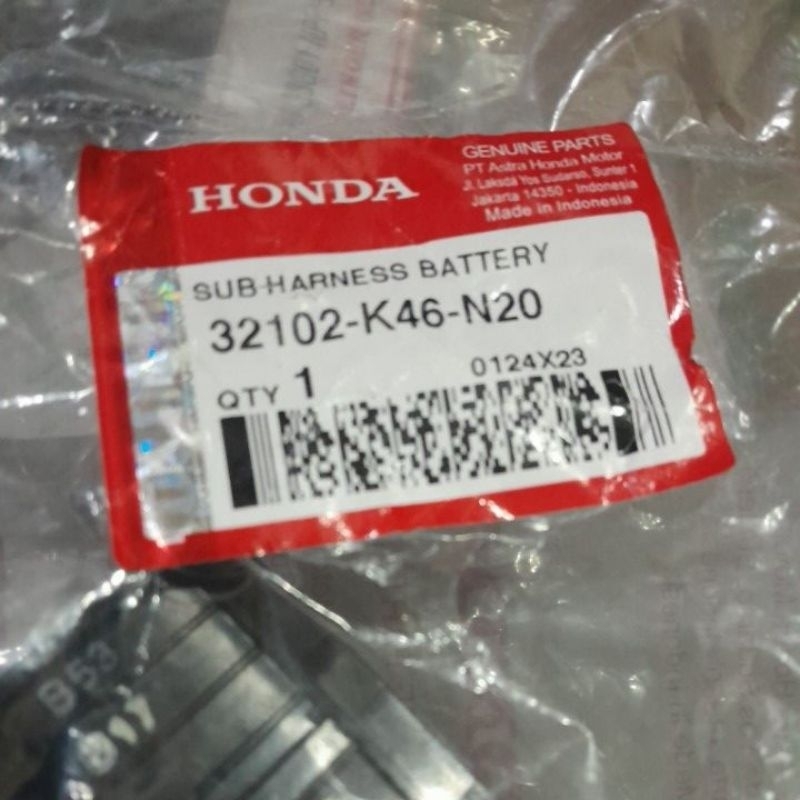 HONDA
GENUINE PARTS
PT Astra Honda Motor
Jl. Laksda Yos Sudarso, Sunter 1
Jakarta 14350 - Indonesia
Made in Indonesia
SUB HARNESS BATTERY
32102-K46-N20
QTY 1
0124X23
B53